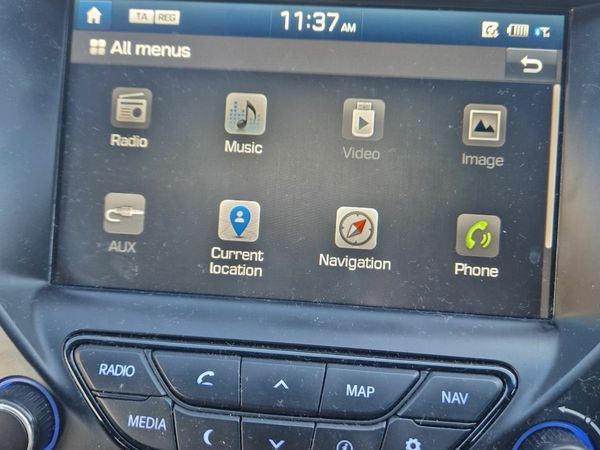 TA REG 11:37 AM
All menus
Radio Music Video Image
AUX Current location Navigation Phone
RADIO MAP NAV
MEDIA